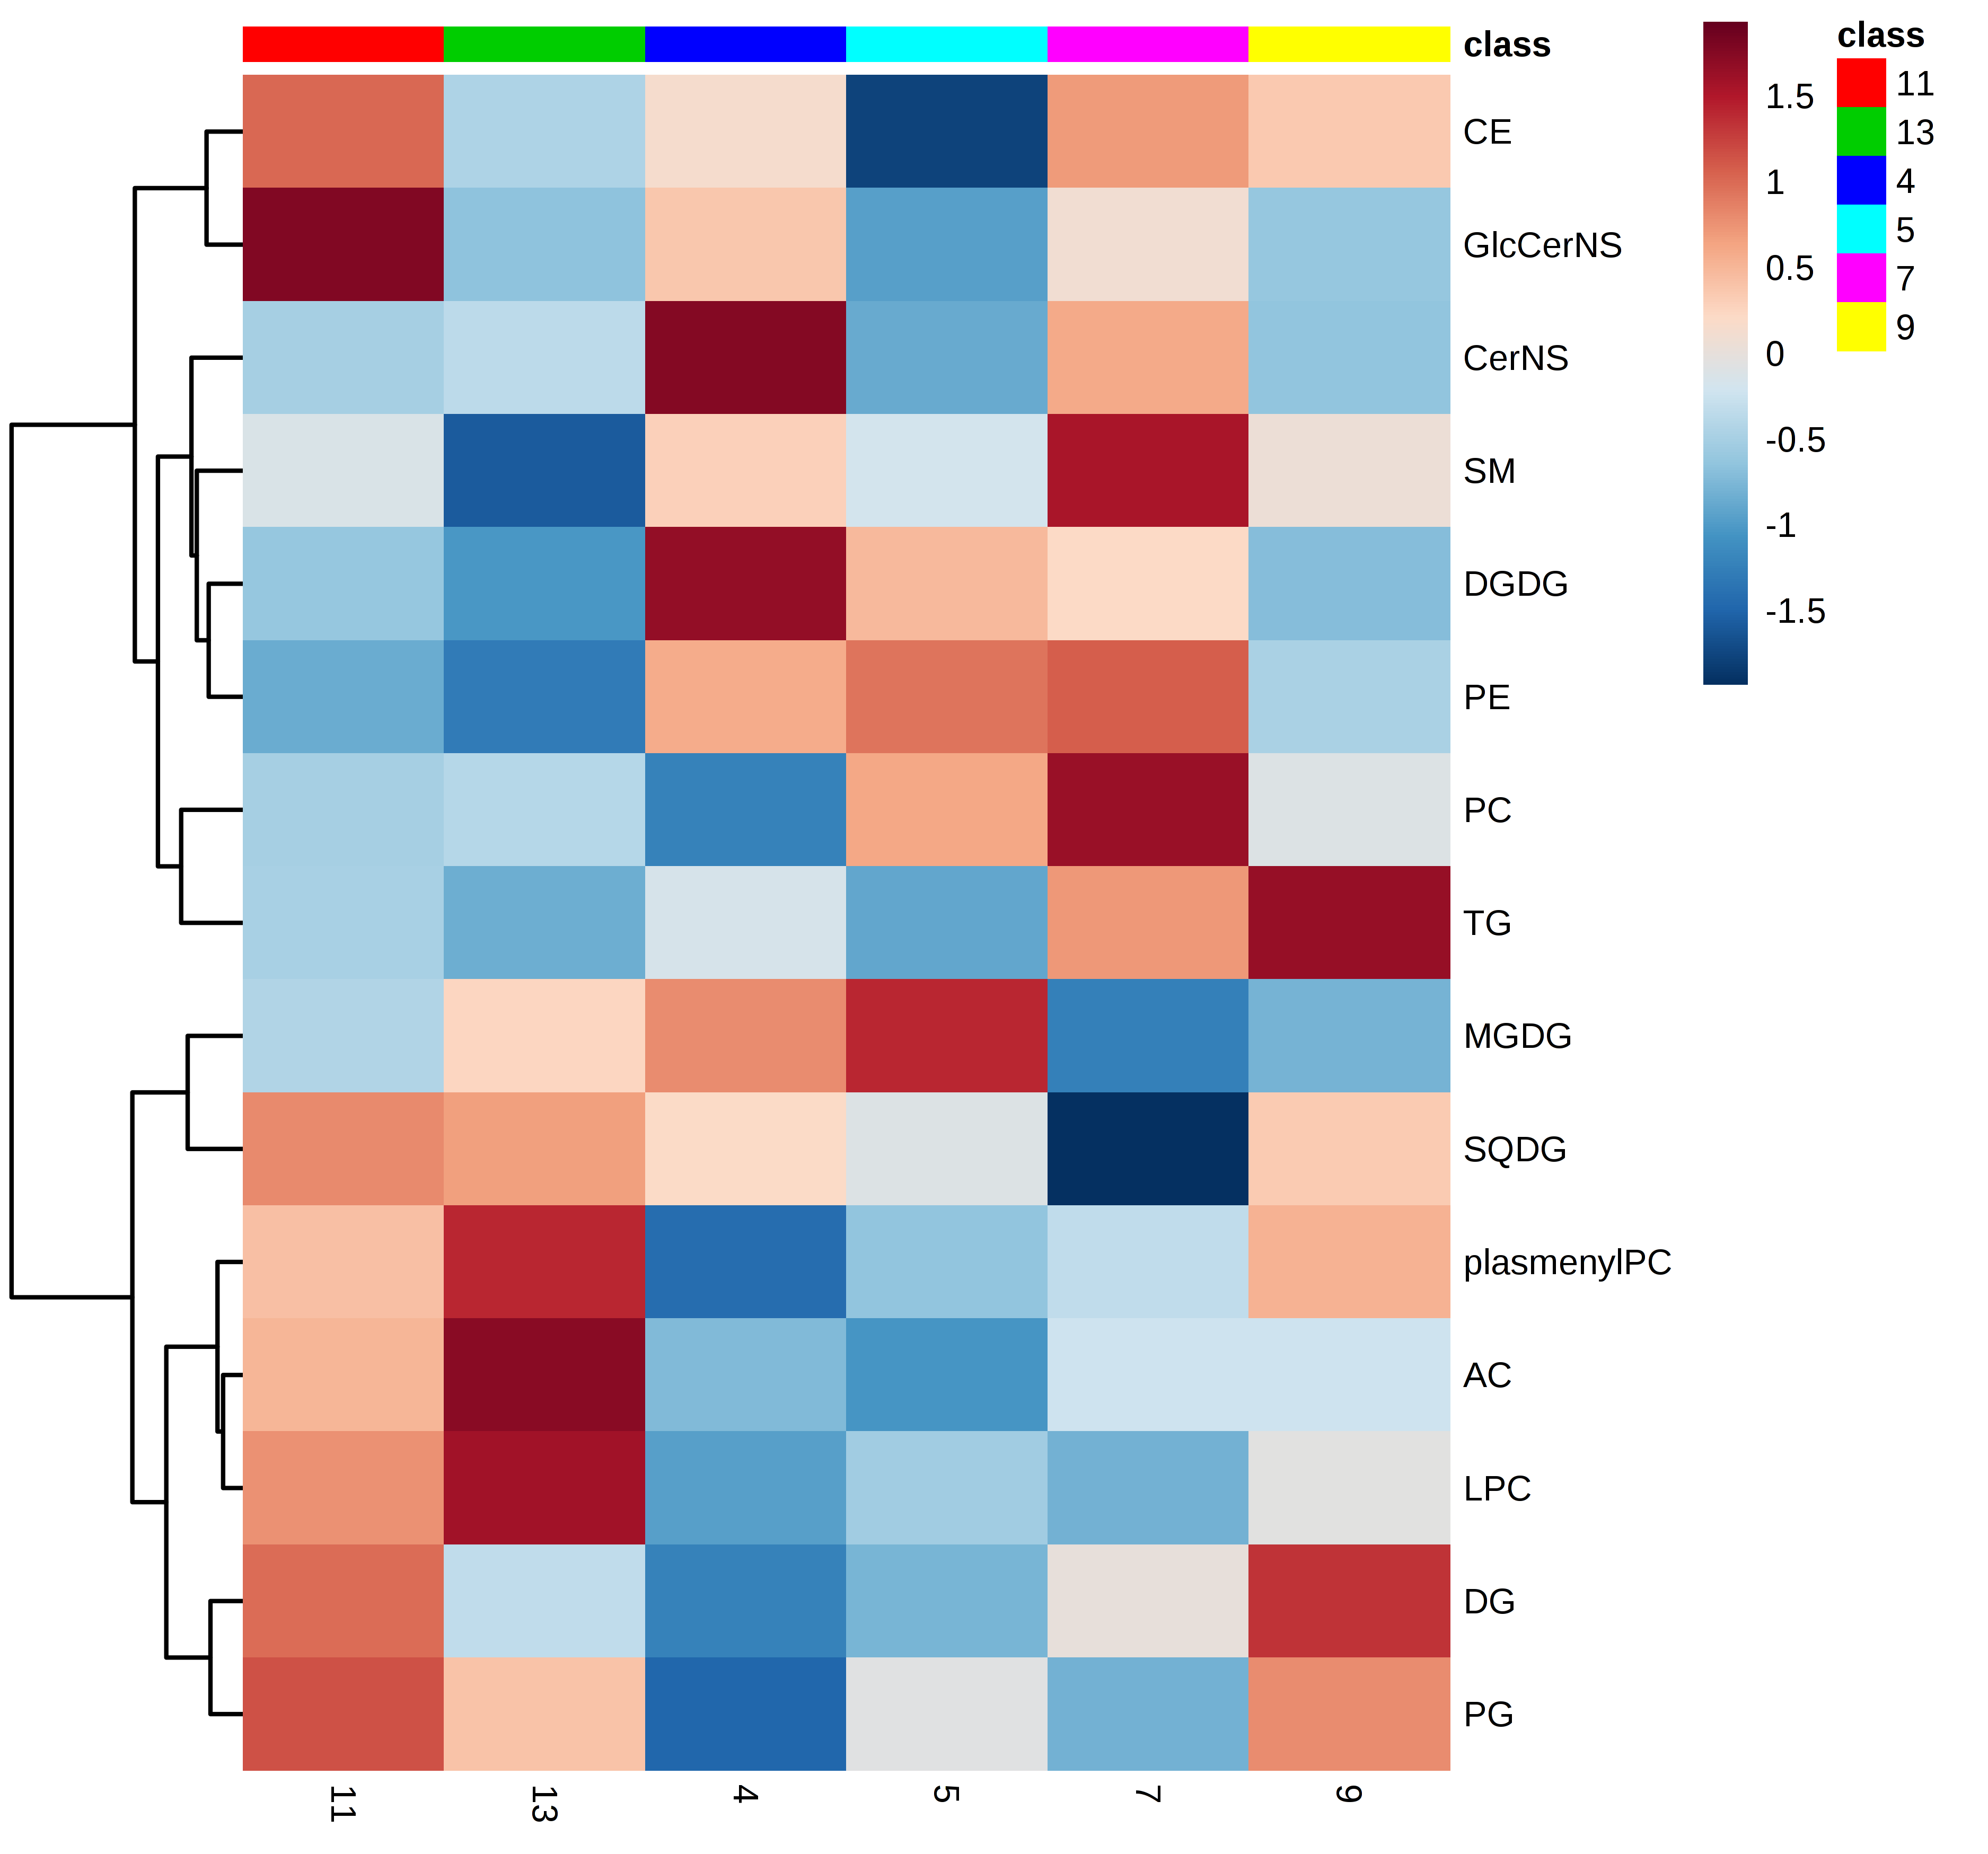 class
CE
GlcCerNS
CerNS
SM
DGDG
PE
PC
TG
MGDG
SQDG
plasmenylPC
AC
LPC
DG
PG
11
13
4
5
7
9
1.5
1
0.5
0
-0.5
-1
-1.5
class
11
13
4
5
7
9